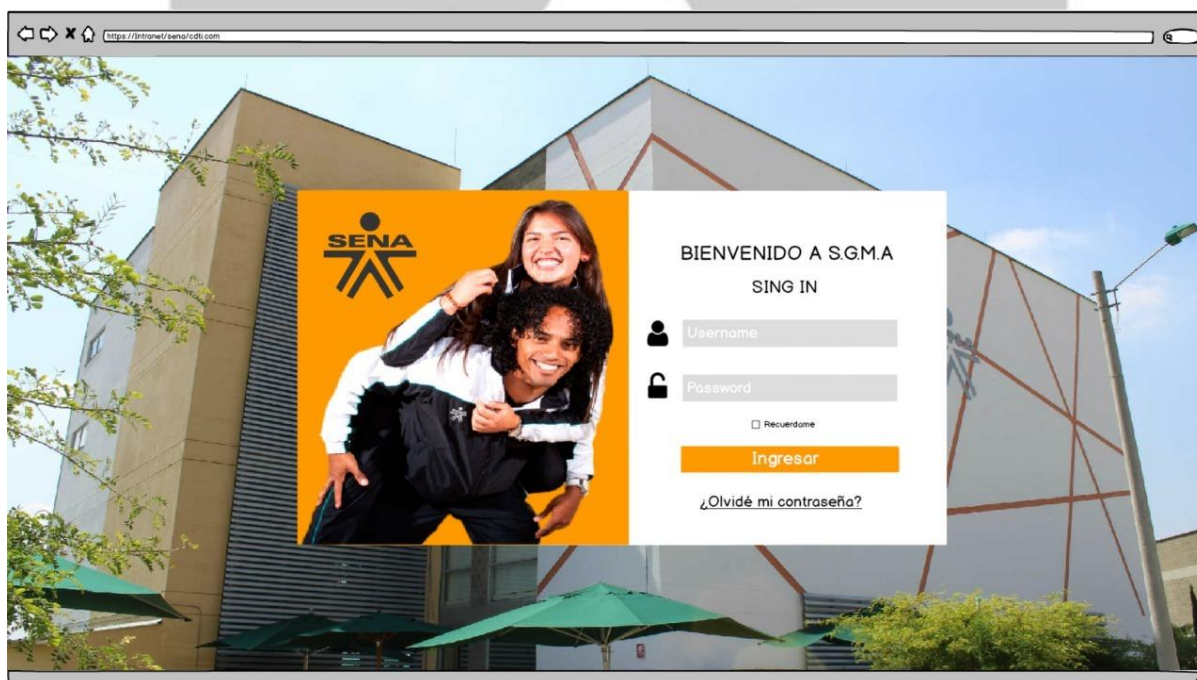 https://Intranet/sena/cdti.com
SENA
BIENVENIDO A S.G.M.A
SING IN
Username
Password
Recuerdame
Ingresar
¿Olvidé mi contraseña?